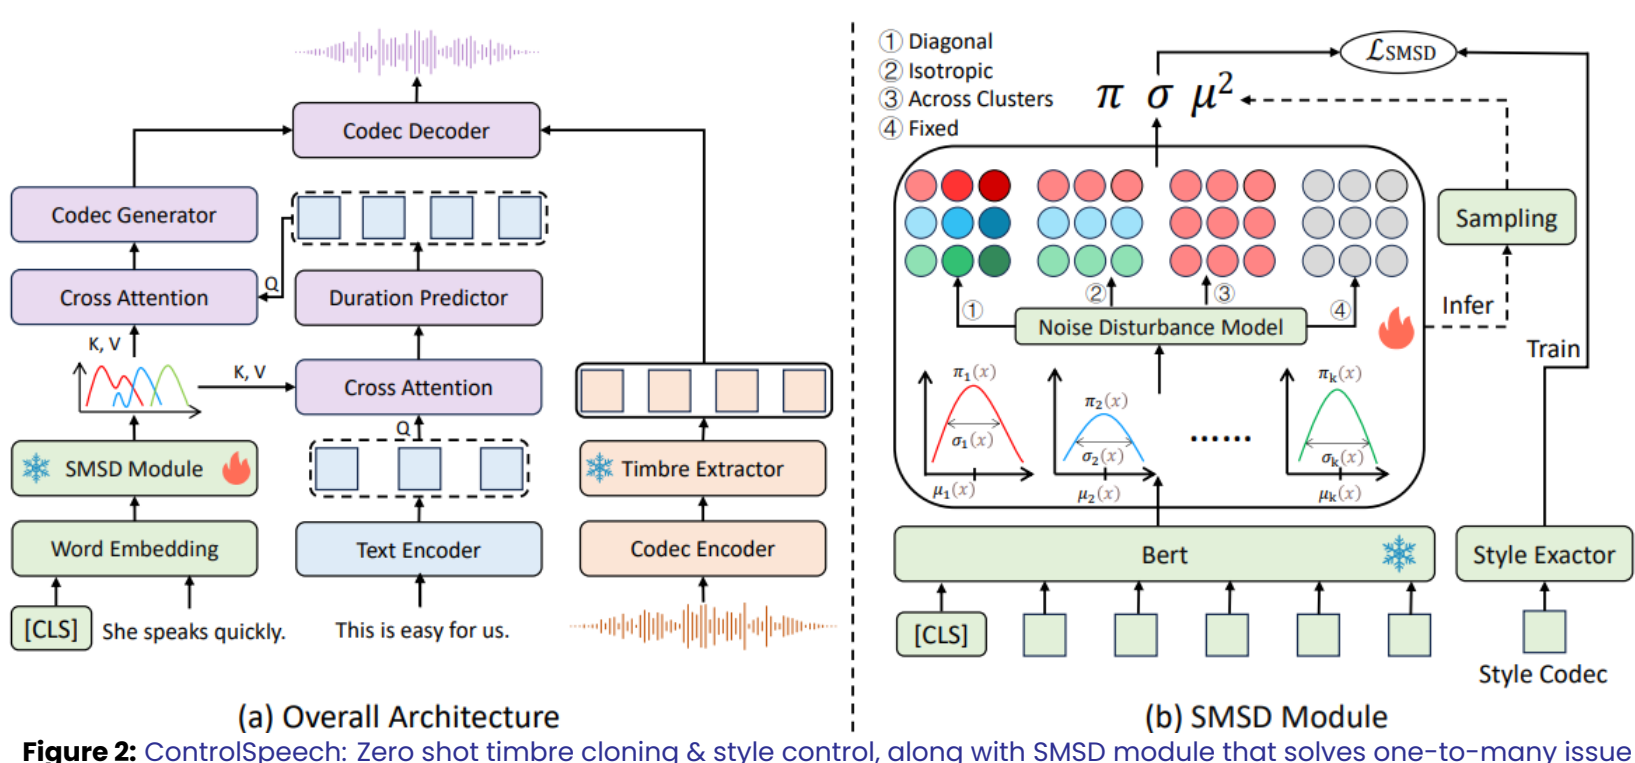 Codec Decoder
Codec Generator
Cross Attention
Q
Duration Predictor
K, V
K, V
Cross Attention
Q
SMSD Module
Timbre Extractor
Word Embedding
Text Encoder
Codec Encoder
[CLS]
She speaks quickly.
This is easy for us.
(a) Overall Architecture
① Diagonal
② Isotropic
③ Across Clusters
④ Fixed
π σ μ²
ℒSMSD
Sampling
①
②
③
④
Noise Disturbance Model
Infer
Train
π₁(x)
σ₁(x)
μ₁(x)
π₂(x)
σ₂(x)
μ₂(x)
......
πk(x)
σk(x)
μk(x)
Bert
Style Exactor
[CLS]
Style Codec
(b) SMSD Module
Figure 2: ControlSpeech: Zero shot timbre cloning & style control, along with SMSD module that solves one-to-many issue